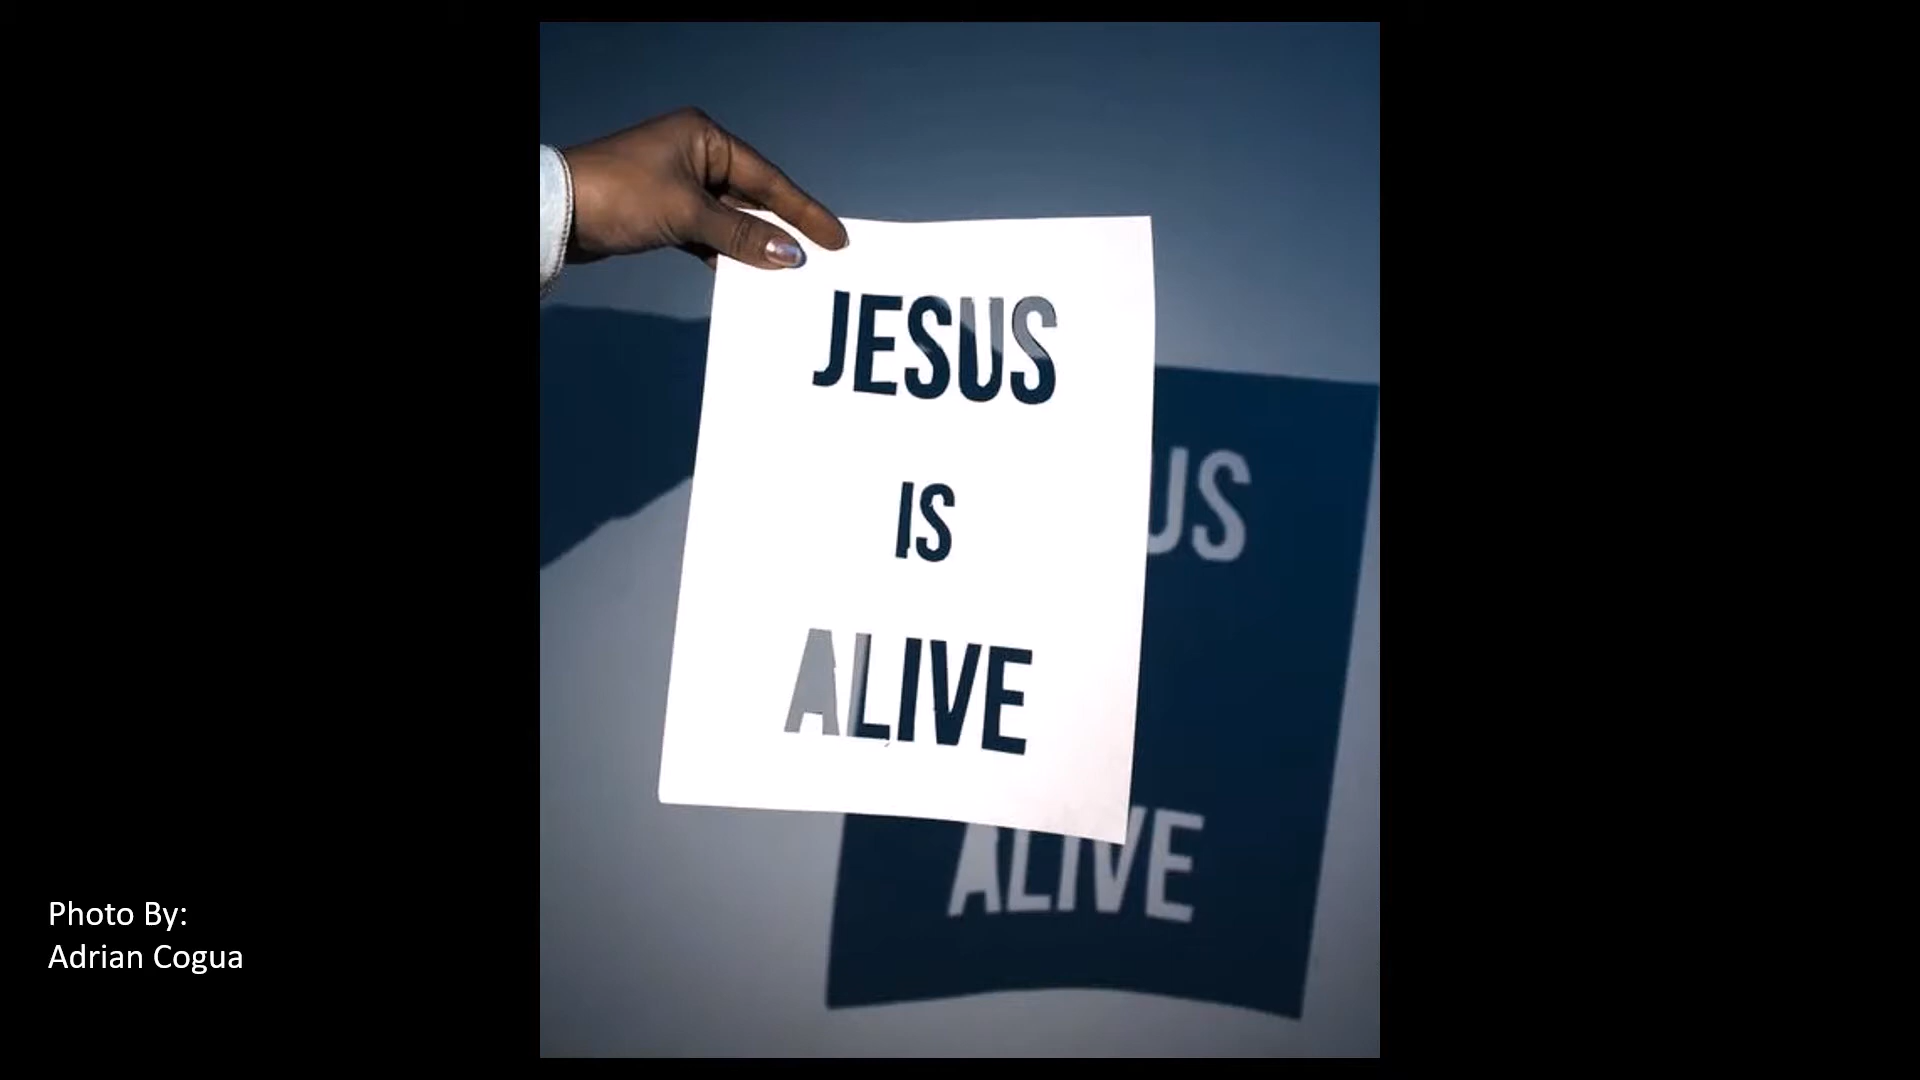 JESUS
IS
ALIVE
US
ALIVE
Photo By:
Adrian Cogua